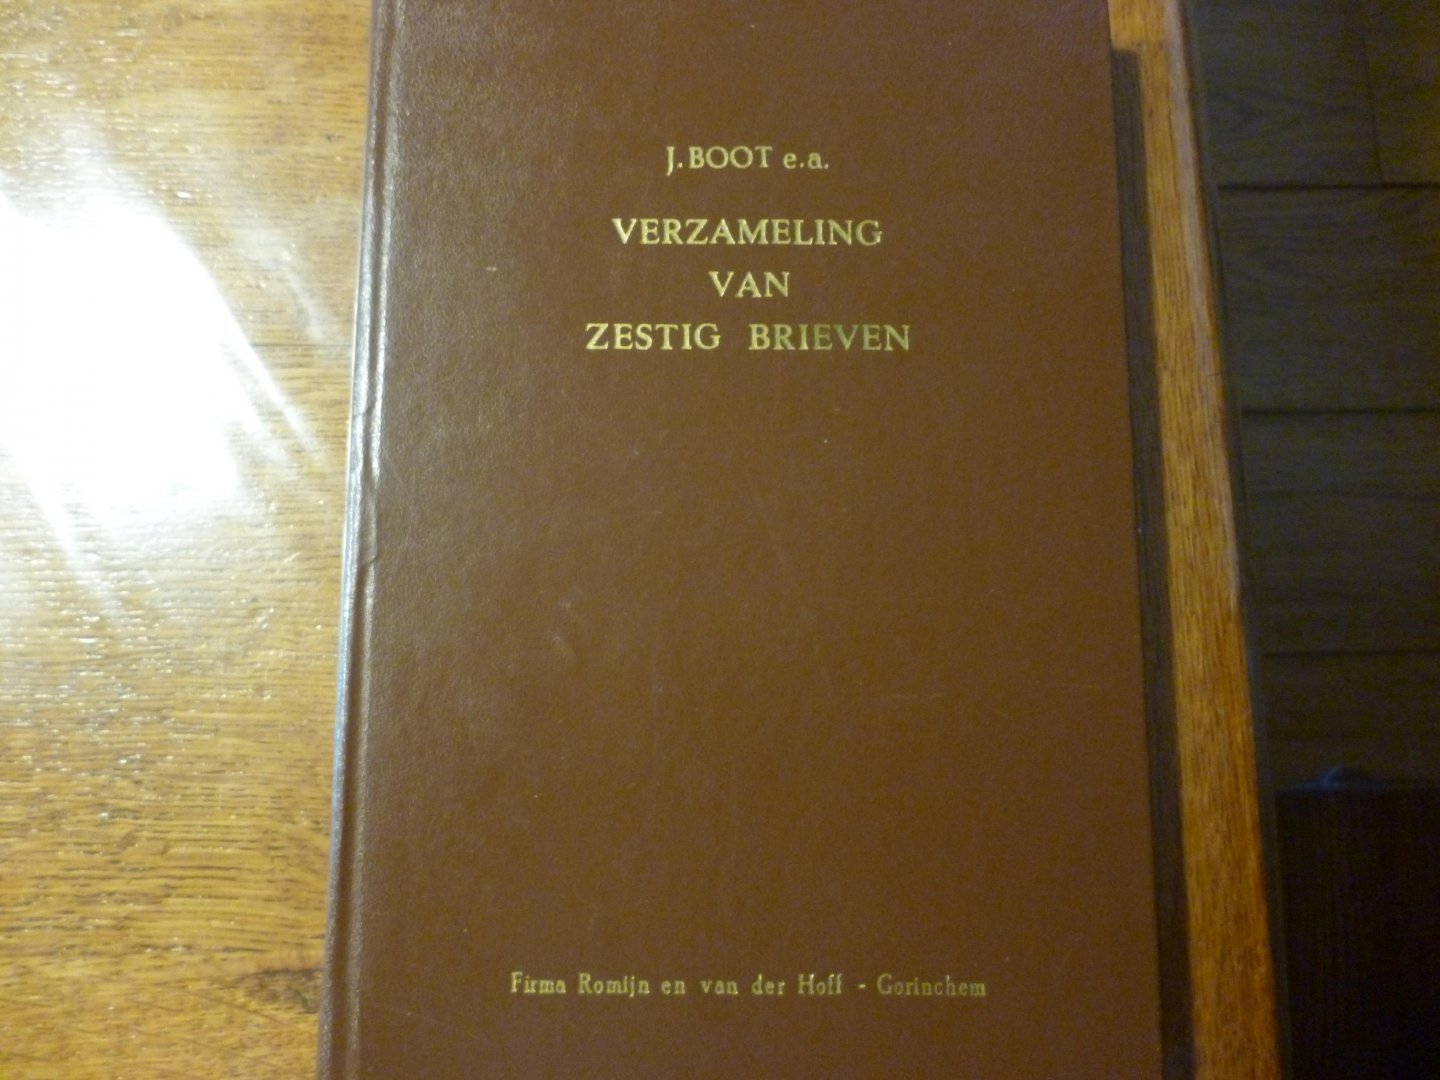 J. BOOT e.a.
VERZAMELING
VAN
ZESTIG BRIEVEN
Firma Romijn en van der Hoff - Gorinchem